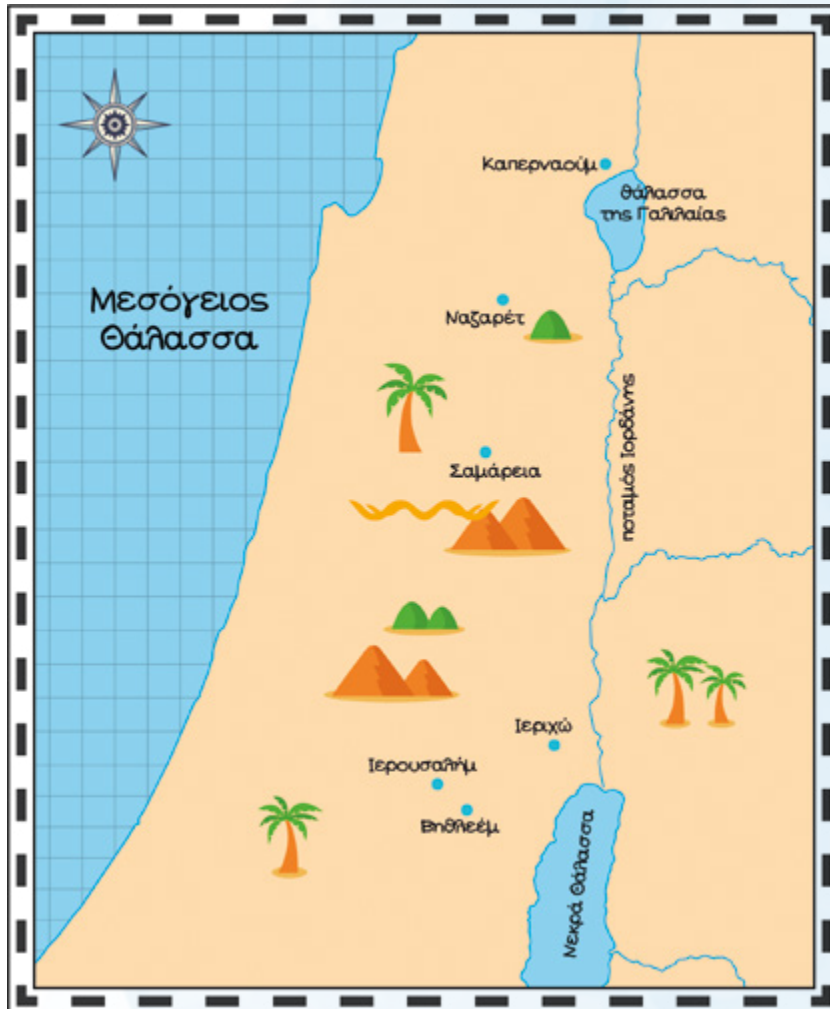 Καπερναούμ
θάλασσα
της Γαλιλαίας
Μεσόγειος
Θάλασσα
Ναζαρέτ
ποταμός Ιορδάνης
Σαμάρεια
Ιεριχώ
Ιερουσαλήμ
Βηθλεέμ
Νεκρά Θάλασσα